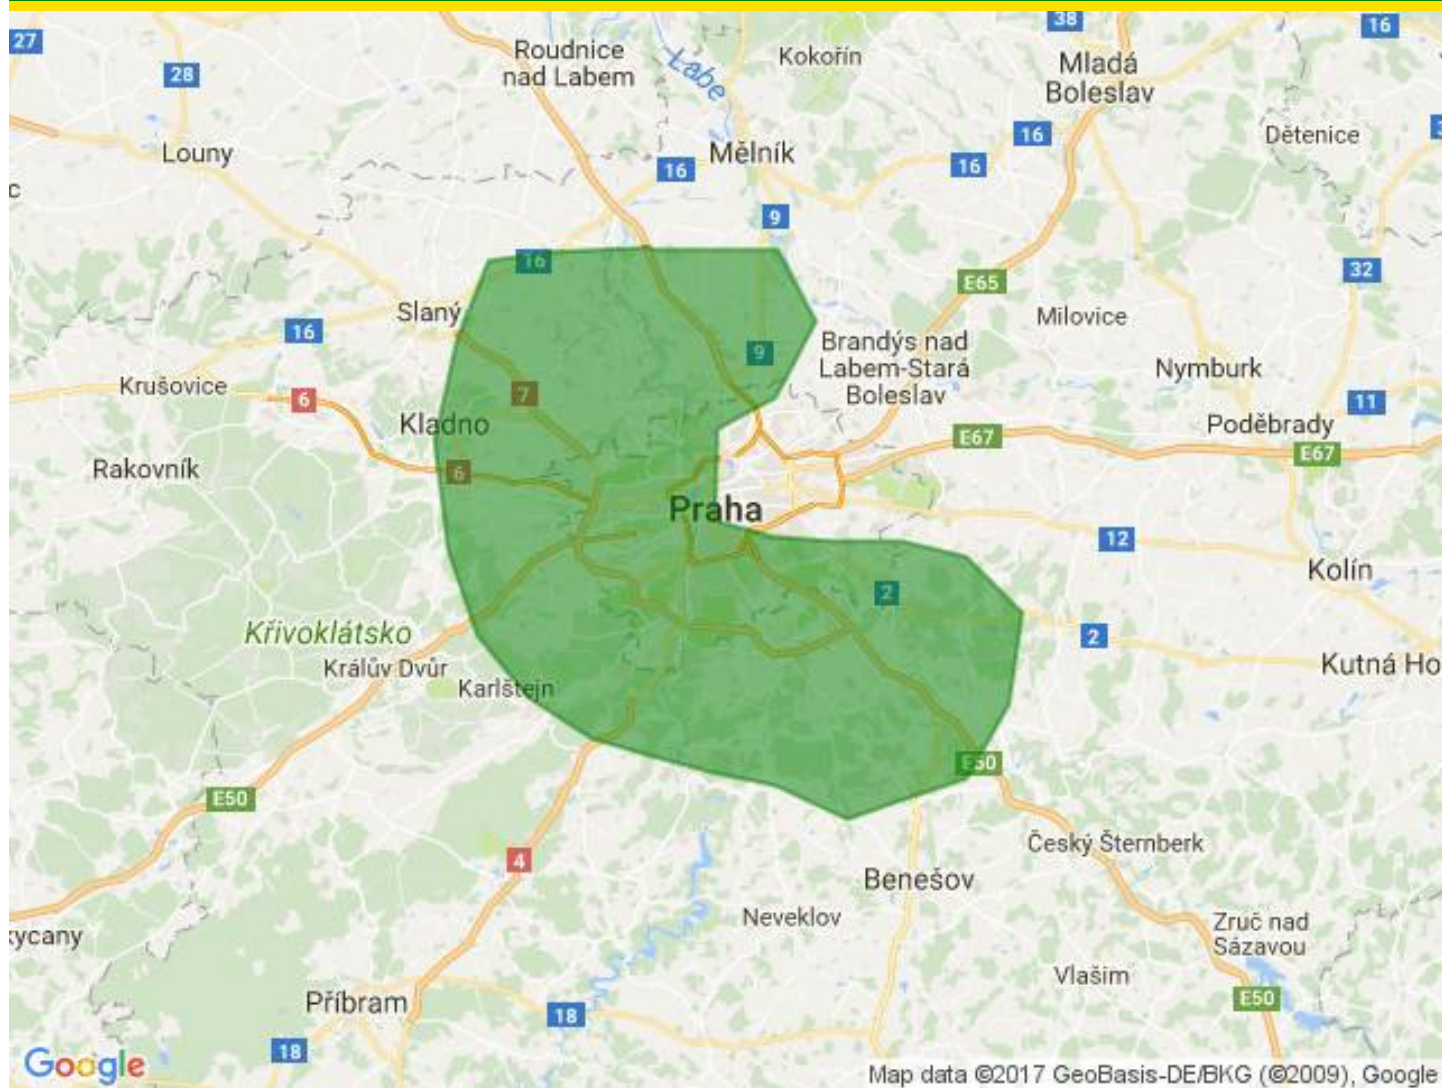 38
16
27
Roudnice
nad Labem
Labe
Kokořín
Mladá
Boleslav
28
16
Dětenice
Louny
Mělník
16
16
c
9
16
E65
32
Slaný
Milovice
16
Brandýs nad
Labem-Stará
Boleslav
9
Nymburk
Krušovice
6
7
11
Kladno
E67
Poděbrady
E67
Rakovník
6
Praha
12
Kolín
2
Křivoklátsko
2
Králův Dvůr
Karlštejn
Kutná Ho
E50
E50
Český Šternberk
4
Benešov
Neveklov
Zruč nad
Sázavou
ycany
Vlašim
Příbram
E50
18
18
Google
Map data ©2017 GeoBasis-DE/BKG (©2009), Google